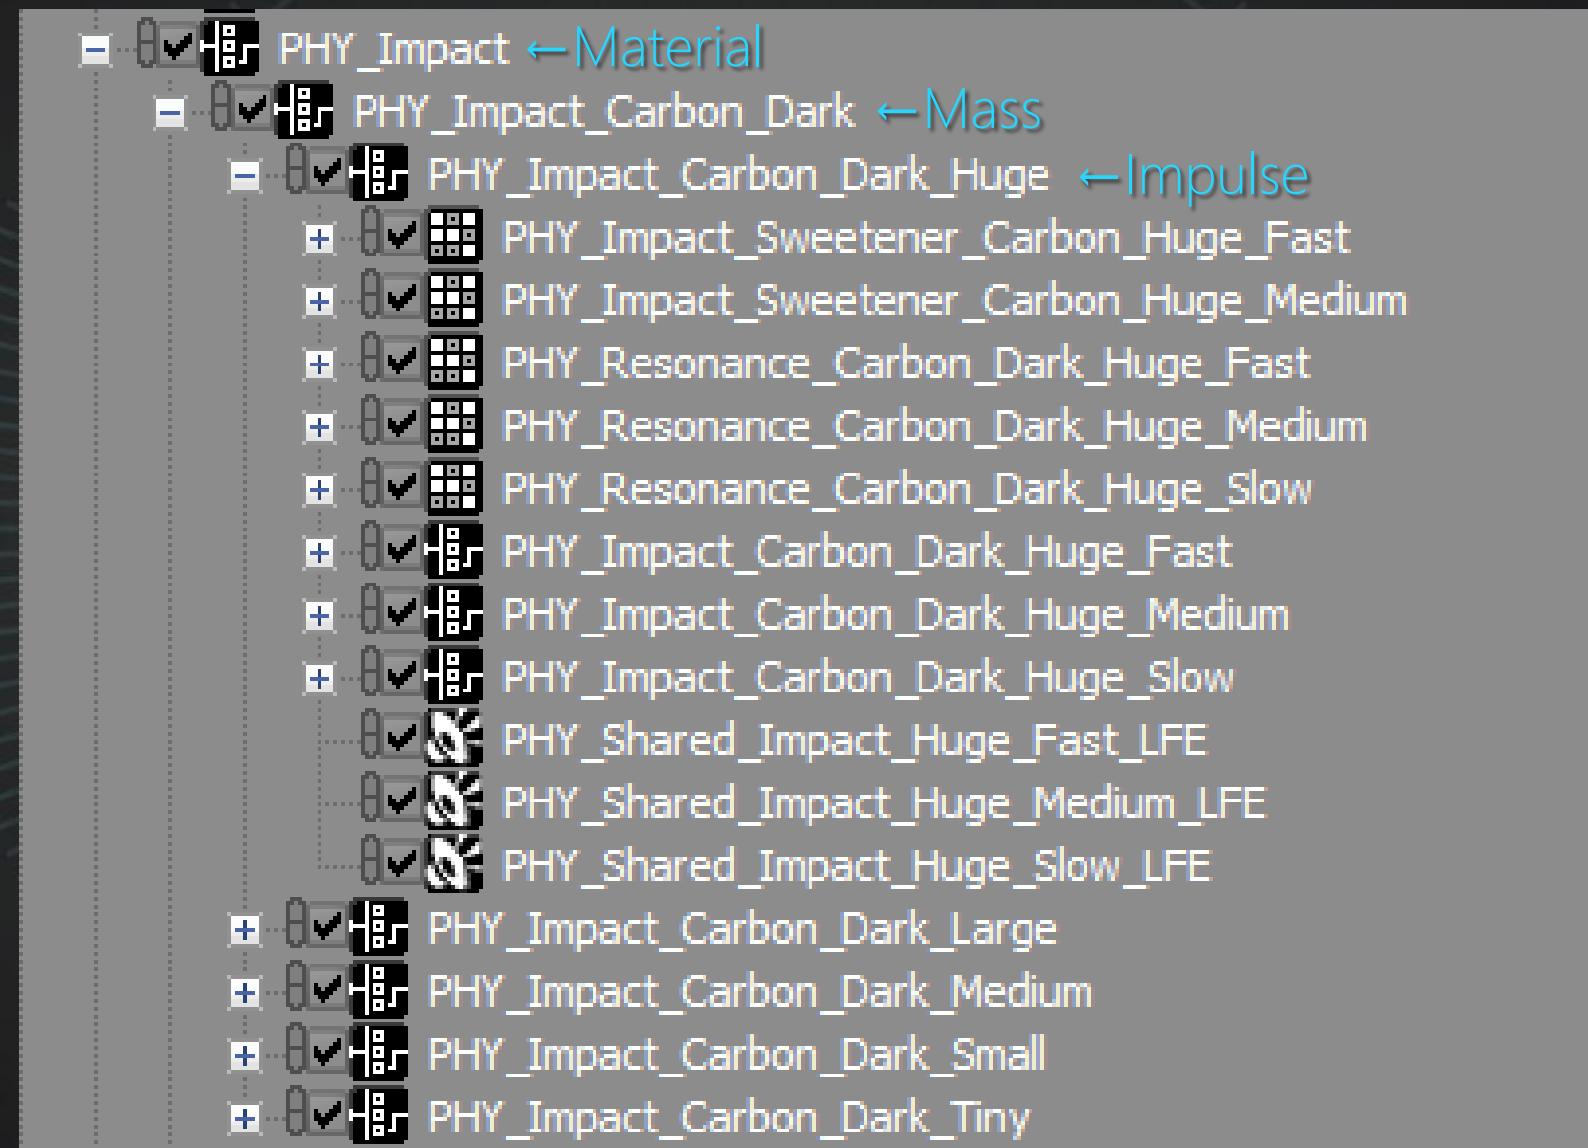 PHY_Impact ←Material
PHY_Impact_Carbon_Dark ←Mass
PHY_Impact_Carbon_Dark_Huge ←Impulse
PHY_Impact_Sweetener_Carbon_Huge_Fast
PHY_Impact_Sweetener_Carbon_Huge_Medium
PHY_Resonance_Carbon_Dark_Huge_Fast
PHY_Resonance_Carbon_Dark_Huge_Medium
PHY_Resonance_Carbon_Dark_Huge_Slow
PHY_Impact_Carbon_Dark_Huge_Fast
PHY_Impact_Carbon_Dark_Huge_Medium
PHY_Impact_Carbon_Dark_Huge_Slow
PHY_Shared_Impact_Huge_Fast_LFE
PHY_Shared_Impact_Huge_Medium_LFE
PHY_Shared_Impact_Huge_Slow_LFE
PHY_Impact_Carbon_Dark_Large
PHY_Impact_Carbon_Dark_Medium
PHY_Impact_Carbon_Dark_Small
PHY_Impact_Carbon_Dark_Tiny